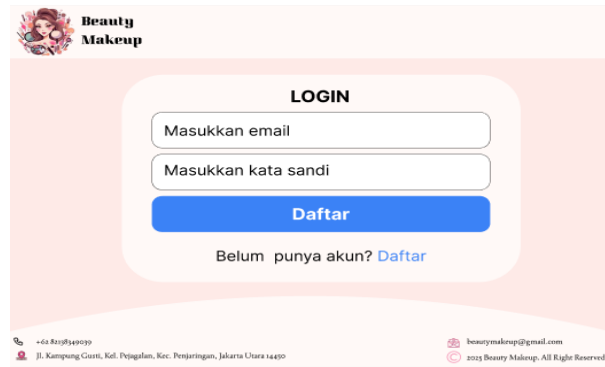 Beauty
Makeup
LOGIN
Masukkan email
Masukkan kata sandi
Daftar
Belum punya akun? Daftar
+62 82138349039
beautymakeup@gmail.com
Jl. Kampung Gusti, Kel. Pejagalan, Kec. Penjaringan, Jakarta Utara 14450
2025 Beauty Makeup. All Right Reserved